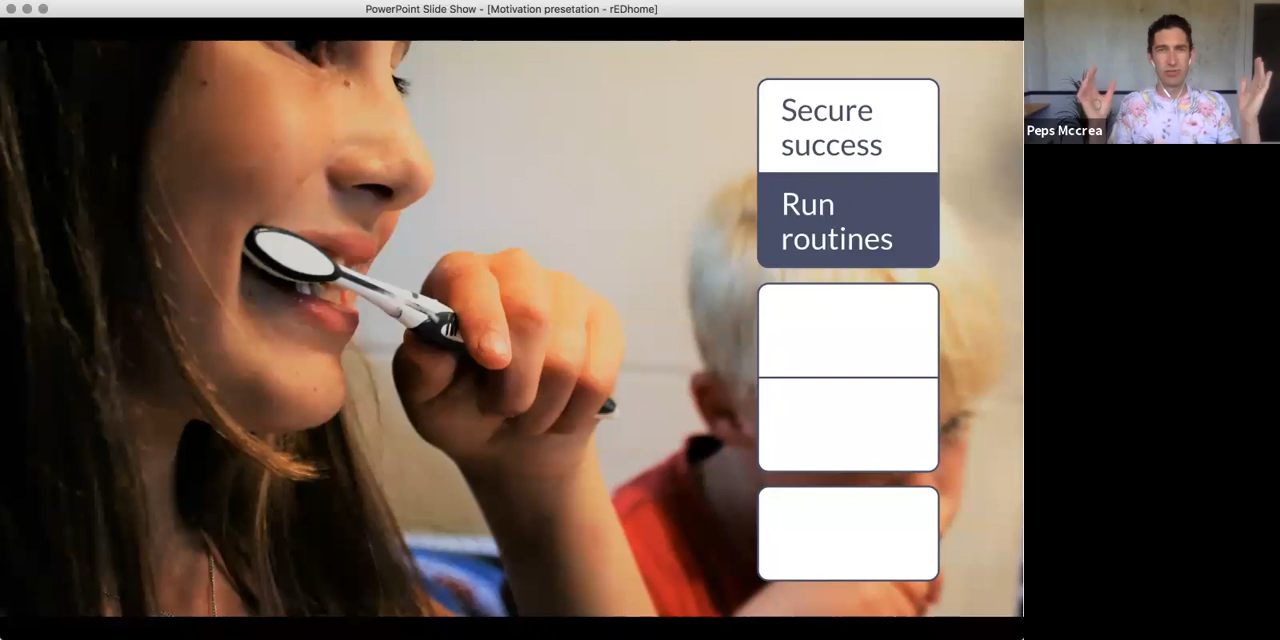 PowerPoint Slide Show - [Motivation presetation - rEDhome]
Secure
success
Run
routines
Peps Mccrea